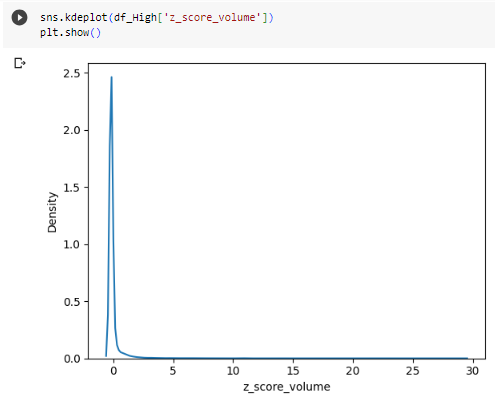 sns.kdeplot(df_High['z_score_volume'])
plt.show()
2.5
2.0
1.5
1.0
0.5
0.0
Density
0 5 10 15 20 25 30
z_score_volume